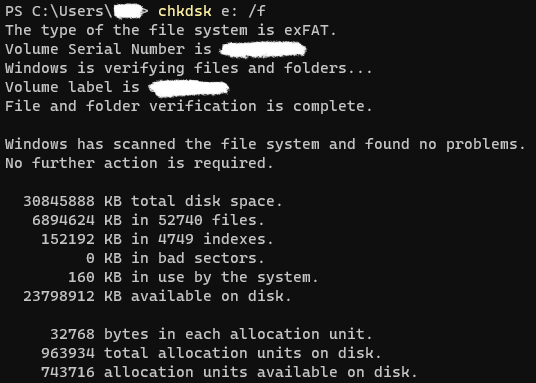 PS C:\Users\> chkdsk e: /f
The type of the file system is exFAT.
Volume Serial Number is
Windows is verifying files and folders...
Volume label is
File and folder verification is complete.
Windows has scanned the file system and found no problems.
No further action is required.
30845888 KB total disk space.
6894624 KB in 52740 files.
152192 KB in 4749 indexes.
0 KB in bad sectors.
160 KB in use by the system.
23798912 KB available on disk.
32768 bytes in each allocation unit.
963934 total allocation units on disk.
743716 allocation units available on disk.